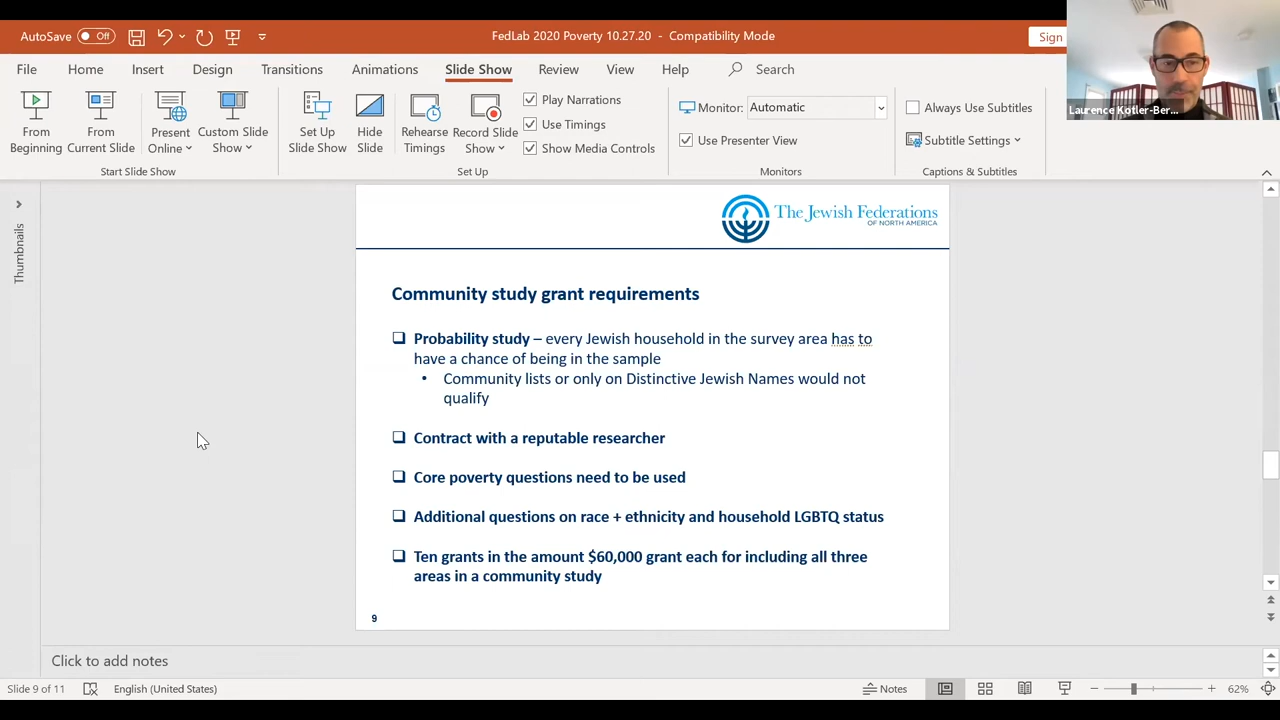 AutoSave Off
FedLab 2020 Poverty 10.27.20 - Compatibility Mode
Sign
File Home Insert Design Transitions Animations Slide Show Review View Help Search
From Beginning
From Current Slide
Present Online
Custom Slide Show
Start Slide Show
Set Up Slide Show
Hide Slide
Rehearse Timings
Record Slide Show
Play Narrations
Use Timings
Show Media Controls
Set Up
Monitor: Automatic
Use Presenter View
Monitors
Always Use Subtitles
Subtitle Settings
Captions & Subtitles
Laurence Kotler-Ber...
Thumbnails
The Jewish Federations
OF NORTH AMERICA
Community study grant requirements
Probability study – every Jewish household in the survey area has to
have a chance of being in the sample
• Community lists or only on Distinctive Jewish Names would not
qualify
Contract with a reputable researcher
Core poverty questions need to be used
Additional questions on race + ethnicity and household LGBTQ status
Ten grants in the amount $60,000 grant each for including all three
areas in a community study
9
Click to add notes
Slide 9 of 11 English (United States) Notes 62%